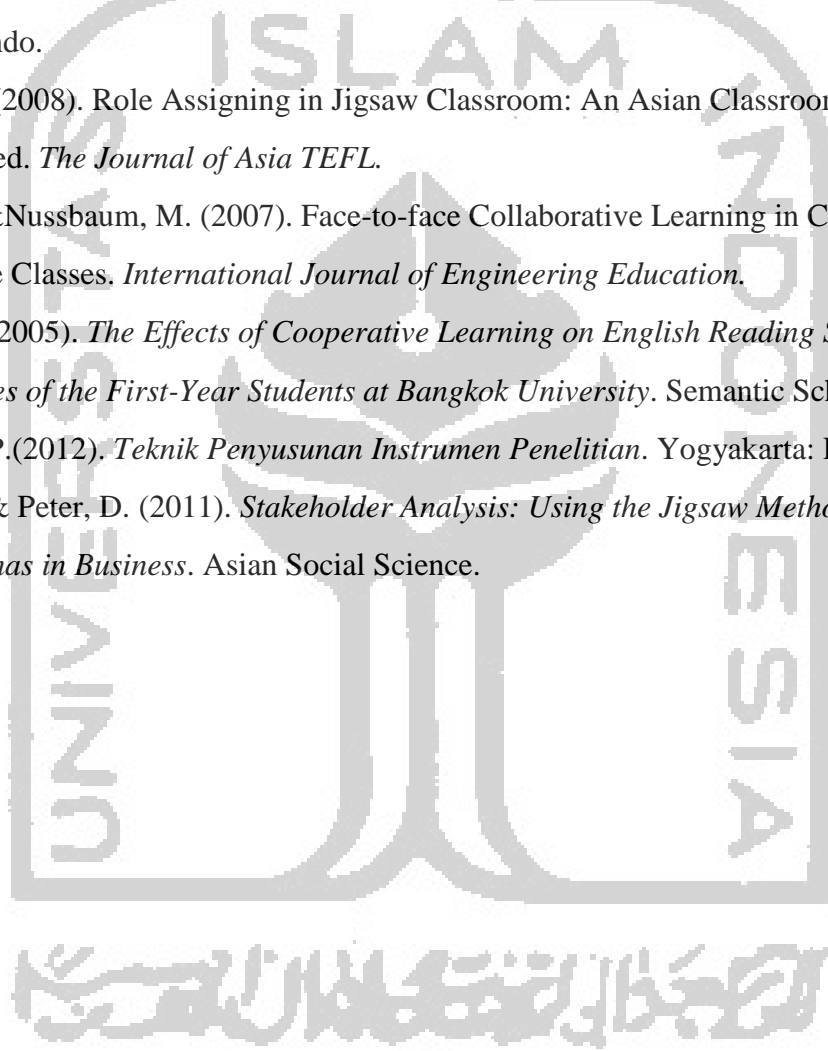 ISLAM
UNIVERSITAS
INDONESIA
ndo.
2008). Role Assigning in Jigsaw Classroom: An Asian Classroom
ed. The Journal of Asia TEFL.
&Nussbaum, M. (2007). Face-to-face Collaborative Learning in C
e Classes. International Journal of Engineering Education.
2005). The Effects of Cooperative Learning on English Reading S
es of the First-Year Students at Bangkok University. Semantic Sch
P.(2012). Teknik Penyusunan Instrumen Penelitian. Yogyakarta:
& Peter, D. (2011). Stakeholder Analysis: Using the Jigsaw Metho
nas in Business. Asian Social Science.